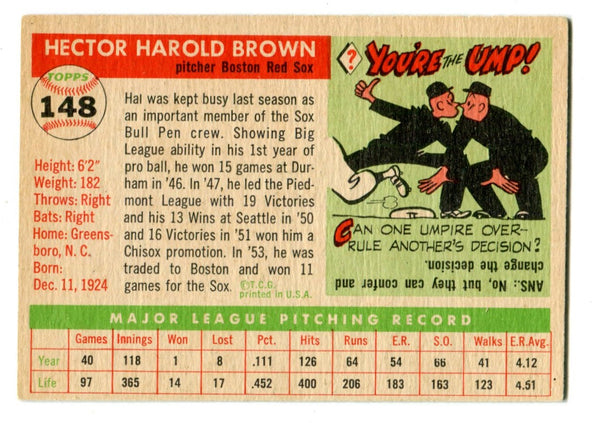 HECTOR HAROLD BROWN
pitcher Boston Red Sox
TOPPS
148
Height: 6'2"
Weight: 182
Throws: Right
Bats: Right
Home: Greens-
boro, N. C.
Born:
Dec. 11, 1924
Hal was kept busy last season as
an important member of the Sox
Bull Pen crew. Showing Big
League ability in his 1st year of
pro ball, he won 15 games at Dur-
ham in '46. In '47, he led the Pied-
mont League with 19 Victories
and his 13 Wins at Seattle in '50
and 16 Victories in '51 won him a
Chisox promotion. In '53, he was
traded to Boston and won 11
games for the Sox.
©T.C.G.
printed in U.S.A.
?
YOU'RE THE UMP!
CAN ONE UMPIRE OVER-
RULE ANOTHER'S DECISION?
ANS.: No, but they can confer and
change the decision.
MAJOR LEAGUE PITCHING RECORD
Games Innings Won Lost Pct. Hits Runs E.R. S.O. Walks E.R.Avg.
Year 40 118 1 8 .111 126 64 54 66 41 4.12
Life 97 365 14 17 .452 400 206 183 163 123 4.51